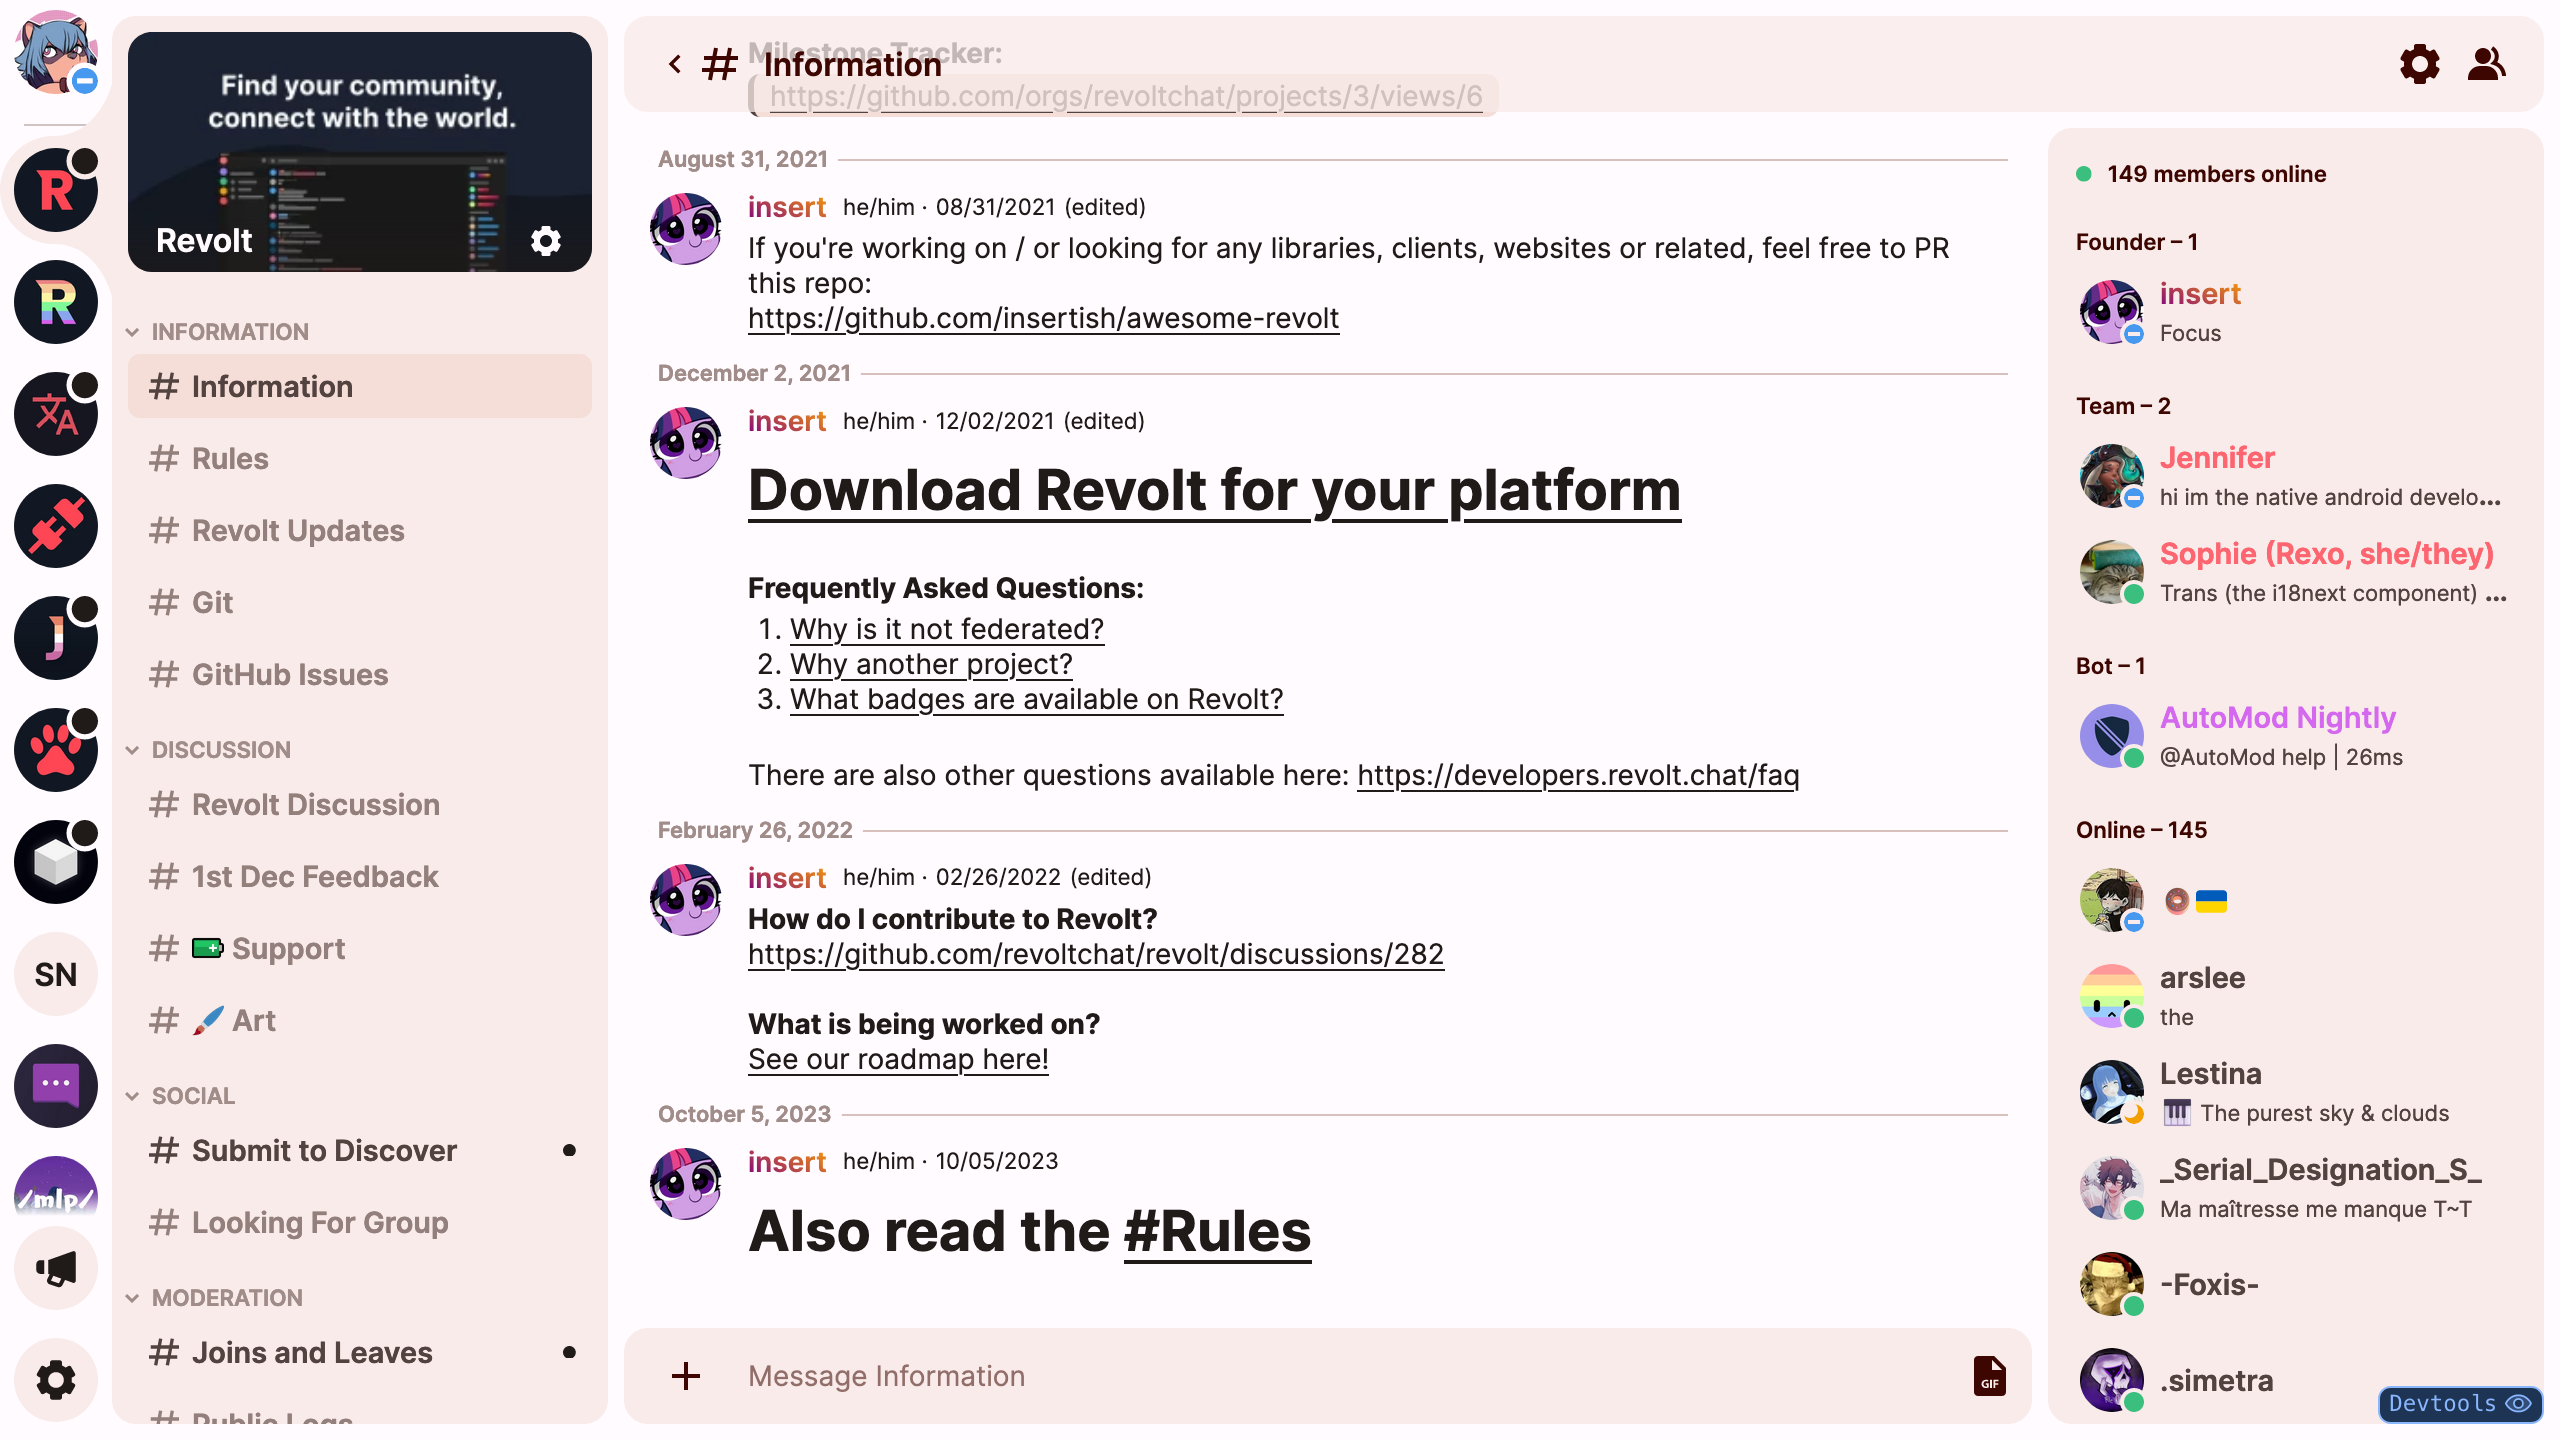 Find your community,
connect with the world.
Revolt
INFORMATION
# Information
# Rules
# Revolt Updates
# Git
# GitHub Issues
DISCUSSION
# Revolt Discussion
# 1st Dec Feedback
# Support
# Art
SOCIAL
# Submit to Discover
# Looking For Group
MODERATION
# Joins and Leaves
# Public Logs
SN
/mlp/
# Information
Milestone Tracker:
https://github.com/orgs/revoltchat/projects/3/views/6
August 31, 2021
insert he/him · 08/31/2021 (edited)
If you're working on / or looking for any libraries, clients, websites or related, feel free to PR
this repo:
https://github.com/insertish/awesome-revolt
December 2, 2021
insert he/him · 12/02/2021 (edited)
Download Revolt for your platform
Frequently Asked Questions:
1. Why is it not federated?
2. Why another project?
3. What badges are available on Revolt?
There are also other questions available here: https://developers.revolt.chat/faq
February 26, 2022
insert he/him · 02/26/2022 (edited)
How do I contribute to Revolt?
https://github.com/revoltchat/revolt/discussions/282
What is being worked on?
See our roadmap here!
October 5, 2023
insert he/him · 10/05/2023
Also read the #Rules
Message Information
GIF
149 members online
Founder – 1
insert
Focus
Team – 2
Jennifer
hi im the native android develo...
Sophie (Rexo, she/they)
Trans (the i18next component) ...
Bot – 1
AutoMod Nightly
@AutoMod help | 26ms
Online – 145
arslee
the
Lestina
The purest sky & clouds
_Serial_Designation_S_
Ma maîtresse me manque T~T
-Foxis-
.simetra
Devtools